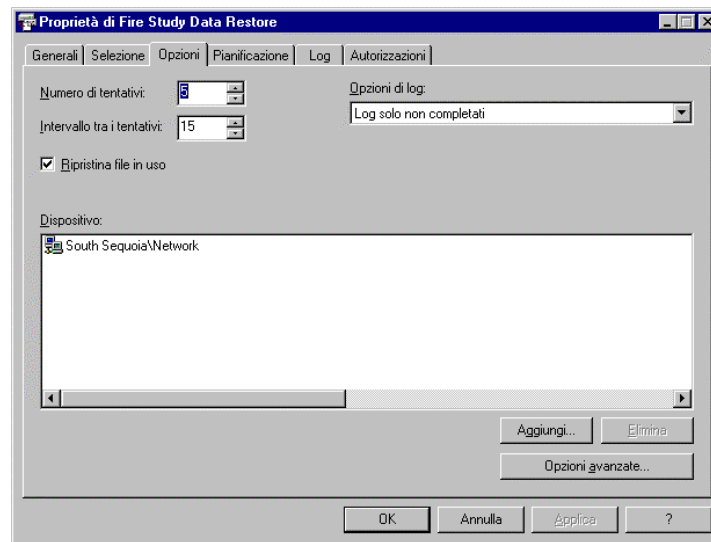 Proprietà di Fire Study Data Restore
Generali Selezione Opzioni Pianificazione Log Autorizzazioni
Numero di tentativi: 5
Opzioni di log:
Log solo non completati
Intervallo tra i tentativi: 15
Ripristina file in uso
Dispositivo:
South Sequoia\Network
Aggiungi... Elimina
Opzioni avanzate...
OK Annulla Applica ?